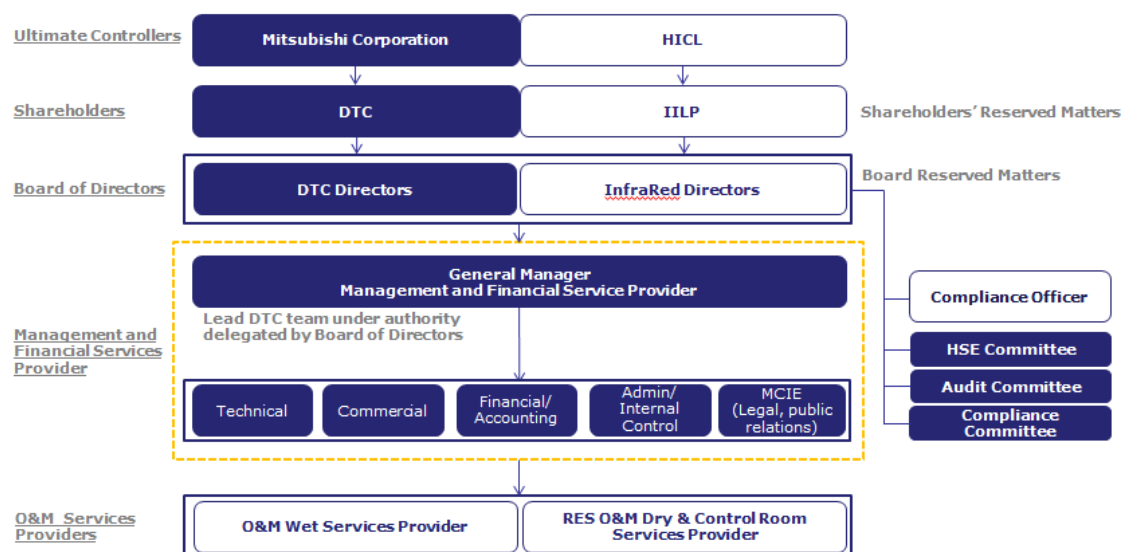 Ultimate Controllers
Mitsubishi Corporation
HICL
Shareholders
DTC
IILP
Shareholders' Reserved Matters
Board of Directors
DTC Directors
InfraRed Directors
Board Reserved Matters
General Manager
Management and Financial Service Provider
Lead DTC team under authority
delegated by Board of Directors
Management and
Financial Services
Provider
Technical
Commercial
Financial/
Accounting
Admin/
Internal
Control
MCIE
(Legal, public
relations)
Compliance Officer
HSE Committee
Audit Committee
Compliance
Committee
O&M Services
Providers
O&M Wet Services Provider
RES O&M Dry & Control Room
Services Provider